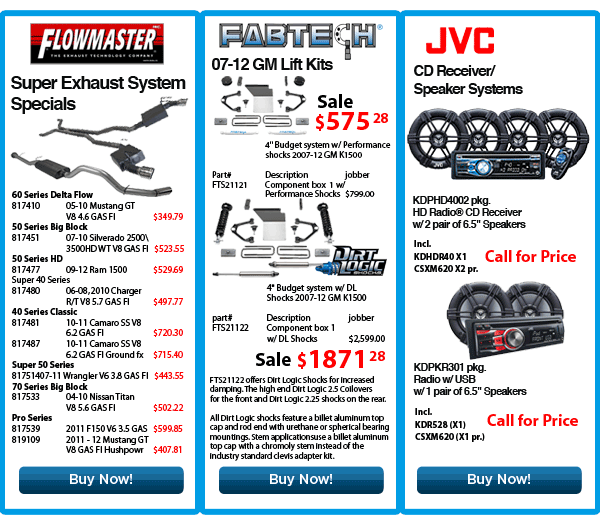 FLOWMASTER
THE EXHAUST TECHNOLOGY COMPANY
Super Exhaust System
Specials
60 Series Delta Flow
817410 05-10 Mustang GT
V8 4.6 GAS FI $349.79
50 Series Big Block
817451 07-10 Silverado 2500\
3500HD WT V8 GAS FI $523.55
50 Series HD
817477 09-12 Ram 1500 $529.69
Super 40 Series
817480 06-08, 2010 Charger
R/T V8 5.7 GAS FI $497.77
40 Series Classic
817481 10-11 Camaro SS V8
6.2 GAS FI $720.30
817487 10-11 Camaro SS V8
6.2 GAS FI Ground fx $715.40
Super 50 Series
81751407-11 Wrangler V6 3.8 GAS FI $443.55
70 Series Big Block
817533 04-10 Nissan Titan
V8 5.6 GAS FI $502.22
Pro Series
817539 2011 F150 V6 3.5 GAS $599.85
819109 2011 - 12 Mustang GT
V8 GAS FI Hushpowr $407.81
Buy Now!
FABTECH®
07-12 GM Lift Kits
Sale
$575 28
4" Budget system w/ Performance
shocks 2007-12 GM K1500
Part# Description jobber
FTS21121 Component box 1 w/
Performance Shocks $799.00
DIRT
LOGIC
SHOCKS
4" Budget system w/ DL
Shocks 2007-12 GM K1500
part# Description jobber
FTS21122 Component box 1
w/ DL Shocks $2,599.00
Sale $1871 28
FTS21122 offers Dirt Logic Shocks for increased
damping. The high end Dirt Logic 2.5 Coilovers
for the front and Dirt Logic 2.25 shocks on the rear.
All Dirt Logic shocks feature a billet aluminum top
cap and rod end with urethane or spherical bearing
mountings. Stem applications use a billet aluminum
top cap with a chromoly stem instead of the
industry standard clevis adapter kit.
Buy Now!
JVC
CD Receiver/
Speaker Systems
JVC
KDPHD4002 pkg.
HD Radio® CD Receiver
w/ 2 pair of 6.5" Speakers
Incl.
KDHDR40 X1
CSXM620 X2 pr.
Call for Price
KDPKR301 pkg.
Radio w/ USB
w/ 1 pair of 6.5" Speakers
Incl.
KDR528 (X1)
CSXM620 (X1 pr.)
Call for Price
Buy Now!